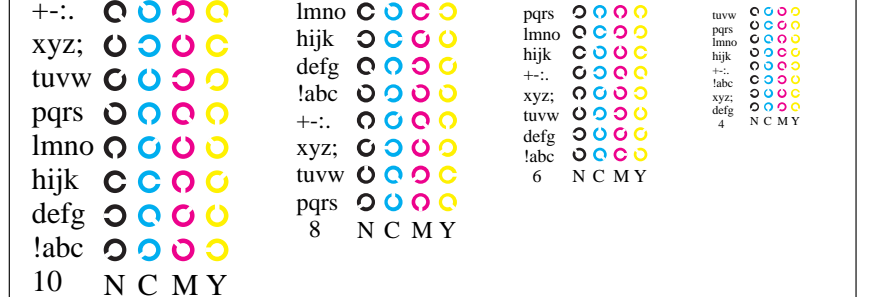 +-:.
xyz;
tuvw
pqrs
lmno
hijk
defg
!abc
10 N C M Y
lmno
hijk
defg
!abc
+-:.
xyz;
tuvw
pqrs
8 N C M Y
pqrs
lmno
hijk
+-:.
xyz;
tuvw
defg
!abc
6 N C M Y
tuvw
pqrs
lmno
hijk
+-:.
!abc
xyz;
defg
4 N C M Y